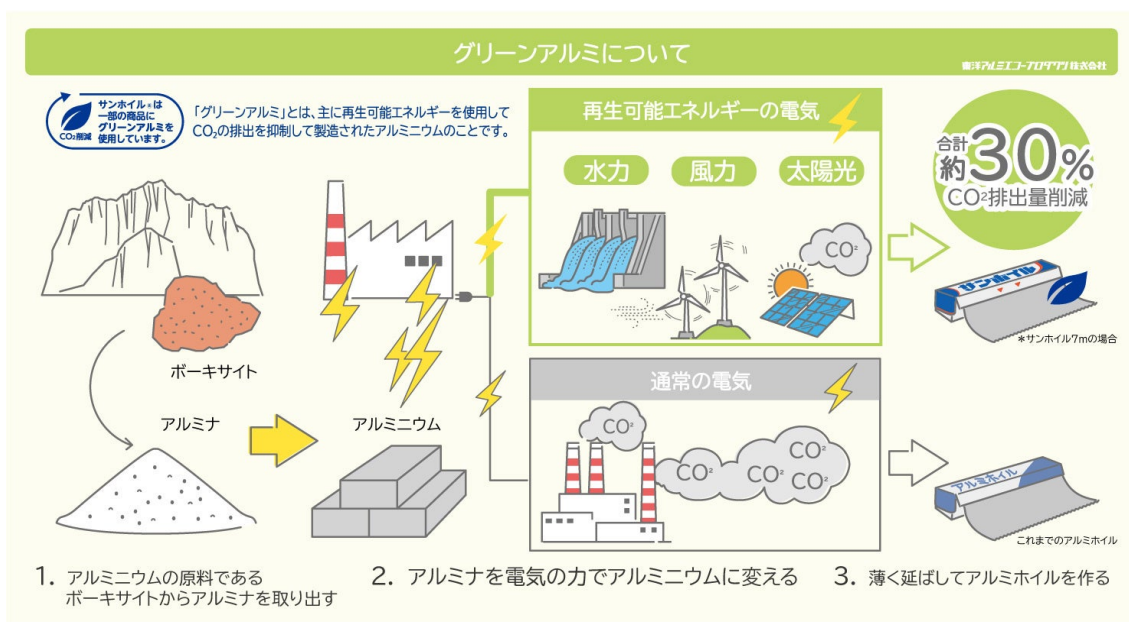 グリーンアルミについて
東洋アルミエコープロダクツ株式会社
サンホイル®は
一部の商品に
グリーンアルミを
使用しています。
CO₂削減
「グリーンアルミ」とは、主に再生可能エネルギーを使用して
CO₂の排出を抑制して製造されたアルミニウムのことです。
再生可能エネルギーの電気
水力 風力 太陽光
CO²
合計
約30%
CO²排出量削減
サンホイル
*サンホイル7mの場合
ボーキサイト
通常の電気
アルミナ
アルミニウム
CO²
CO²
CO²
CO²
CO²
アルミホイル
これまでのアルミホイル
1. アルミニウムの原料である
ボーキサイトからアルミナを取り出す
2. アルミナを電気の力でアルミニウムに変える
3. 薄く延ばしてアルミホイルを作る